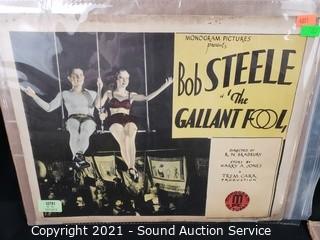 MONOGRAM PICTURES
presents
BOB STEELE
in "The
GALLANT FOOL"
DIRECTED BY
R. N. BRADBURY
STORY BY
HARRY A. JONES
A
TREM CARR
PRODUCTION
Copyright 2021 - Sound Auction Service